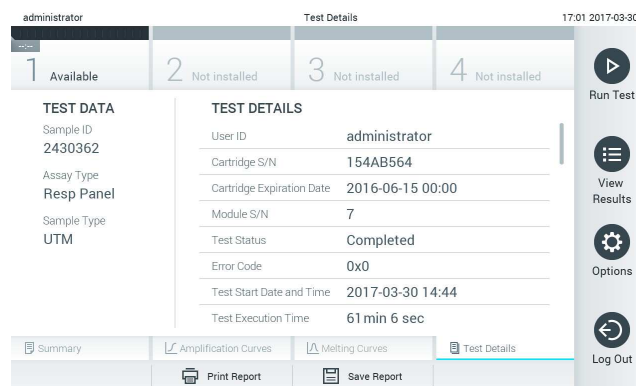 administrator Test Details 17:01 2017-03-30
--:--
1 Available 2 Not installed 3 Not installed 4 Not installed
Run Test
TEST DATA
Sample ID
2430362
Assay Type
Resp Panel
Sample Type
UTM
TEST DETAILS
User ID administrator
Cartridge S/N 154AB564
Cartridge Expiration Date 2016-06-15 00:00
Module S/N 7
Test Status Completed
Error Code 0x0
Test Start Date and Time 2017-03-30 14:44
Test Execution Time 61min 6 sec
View
Results
Options
Log Out
Summary Amplification Curves Melting Curves Test Details
Print Report Save Report